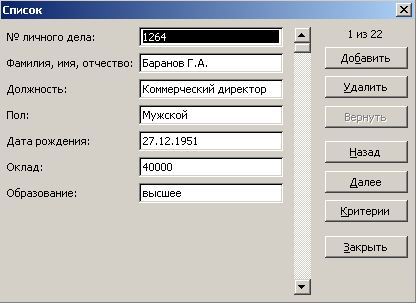 Список
№ личного дела: 1264
Фамилия, имя, отчество: Баранов Г.А.
Должность: Коммерческий директор
Пол: Мужской
Дата рождения: 27.12.1951
Оклад: 40000
Образование: высшее
1 из 22
Добавить
Удалить
Вернуть
Назад
Далее
Критерии
Закрыть